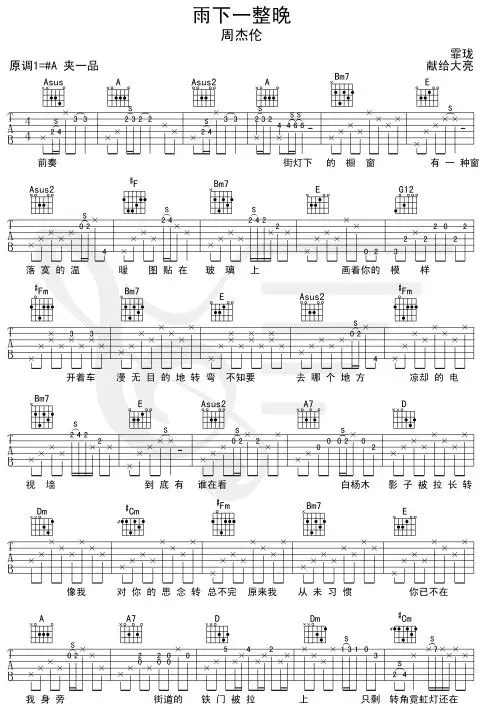 雨下一整晚
周杰伦
原调1=#A 夹一品
霏珑
献给大亮
Asus A Asus2 A Bm7 E
前奏 街灯下 的 橱 窗 有 一 种 窗
Asus2 #F Bm7 E G12
落 寞 的 温 暖 图 贴 在 玻 璃 上 画着你的 模 样
#Fm Bm7 E Asus2 #Fm
开 着 车 漫 无 目 的 地 转 弯 不知要 去 哪 个 地 方 凉却的电
Bm7 E Asus2 A7 D
视 墙 到底有 谁在看 白杨木 影 子 被 拉 长 转
Dm #Cm #Fm Bm7 E
像我 对 你 的 思 念 转 总不完 原来我 从 未 习 惯 你已不在
A A7 D Dm #Cm
我 身 旁 街道的 铁 门 被 拉 上 只剩 转角霓虹灯还在